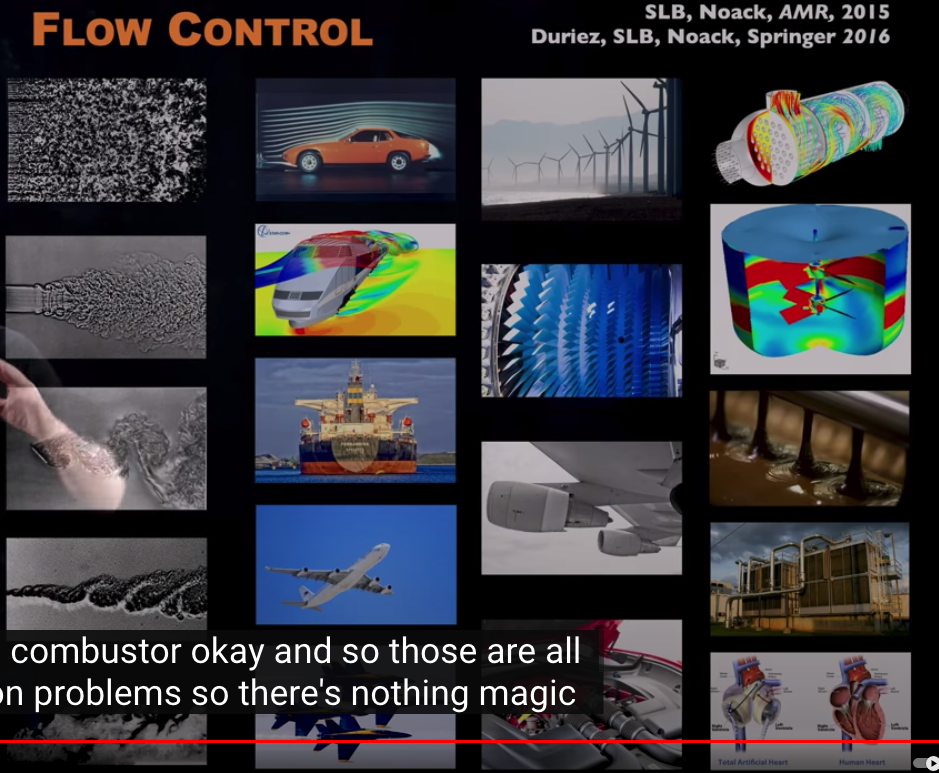 FLOW CONTROL
SLB, Noack, AMR, 2015
Duriez, SLB, Noack, Springer 2016
combustor okay and so those are all
on problems so there's nothing magic
Total Artificial Heart
Human Heart